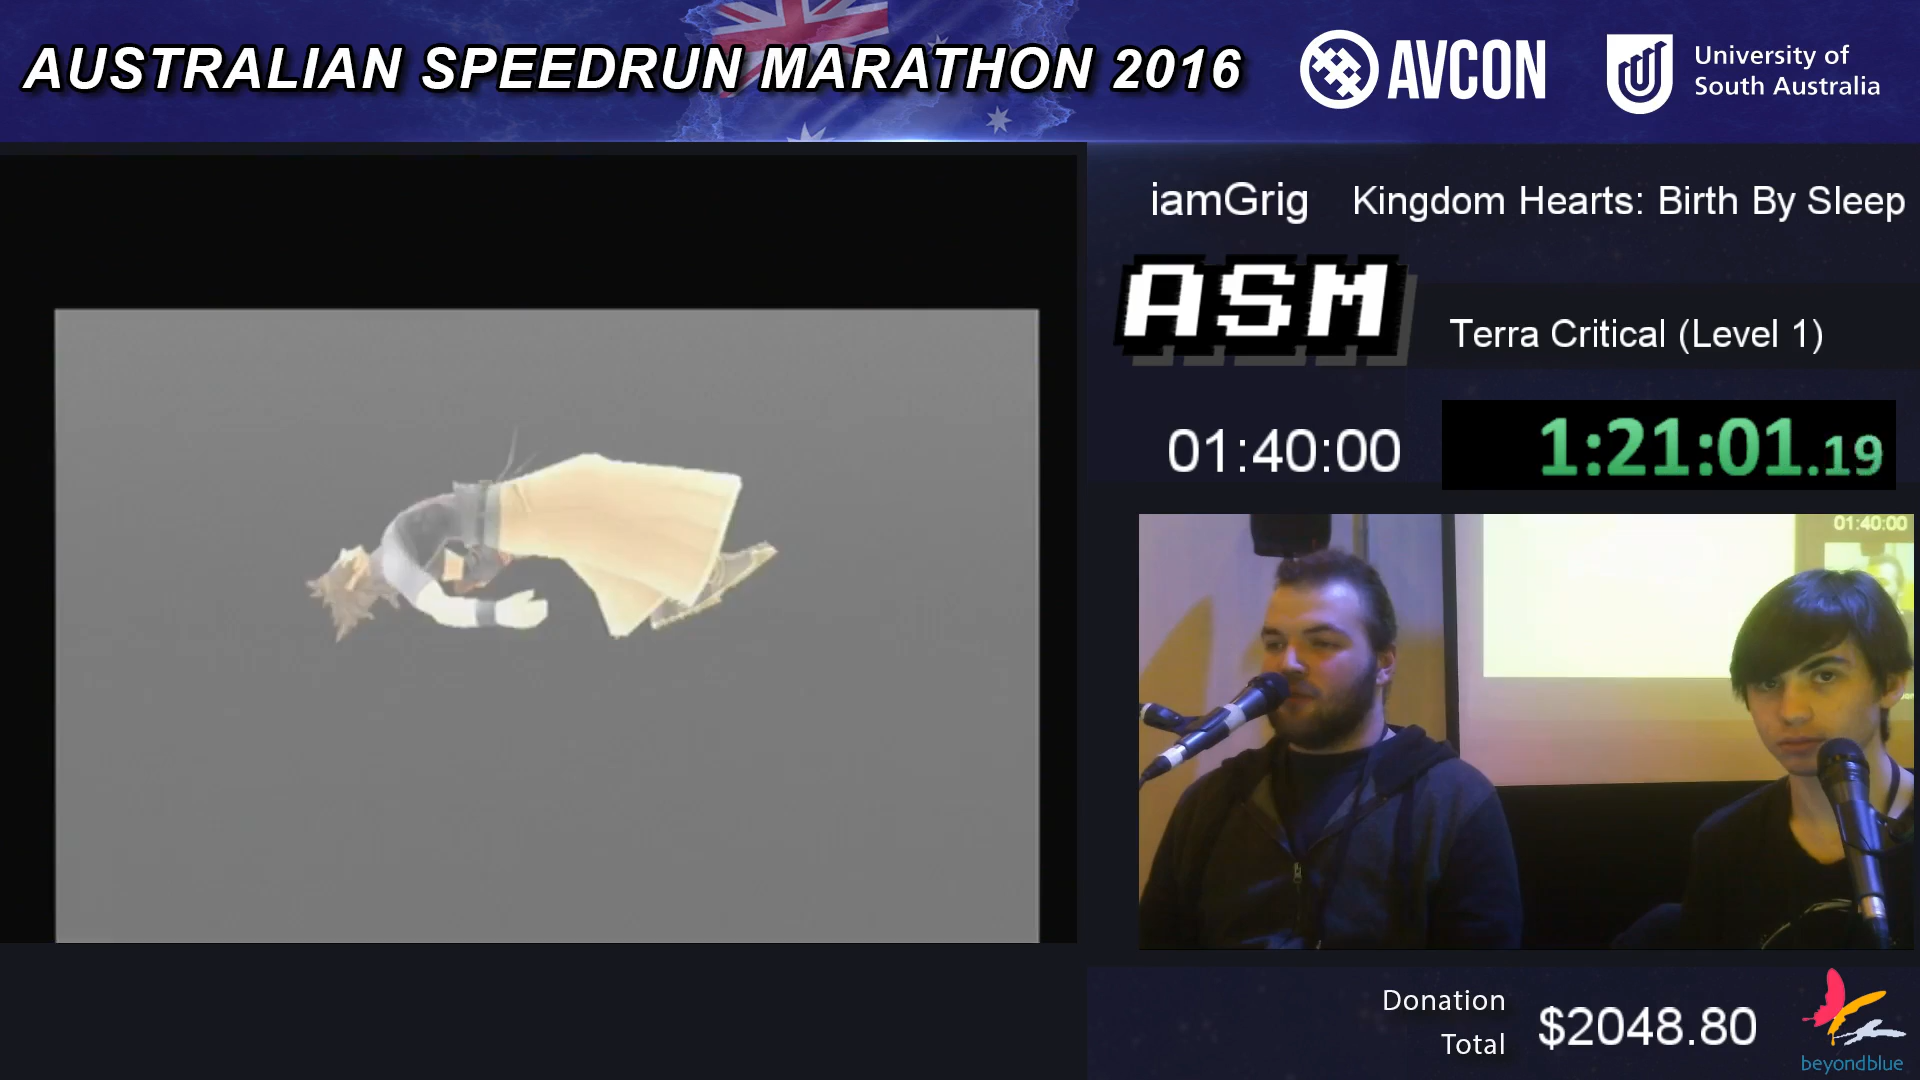 AUSTRALIAN SPEEDRUN MARATHON 2016
AVCON
University of
South Australia
iamGrig
Kingdom Hearts: Birth By Sleep
ASM
Terra Critical (Level 1)
01:40:00
1:21:01.19
01:40:00
Donation
Total
$2048.80
beyondblue